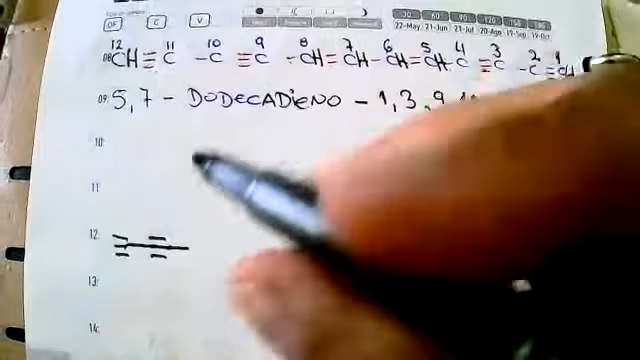 OF C V
30 60 90 120 150 180
22-May 21-Jun 21-Jul 20-Ago 19-Sep 19-Oct
12 11 10 9 8 7 6 5 4 3 2 1
08 CH ≡ C - C ≡ C - CH = CH - CH = CH C ≡ C - C ≡ CH
09: 5,7 - DODECADiENO - 1,3,9
10:
11:
12:
13:
14: